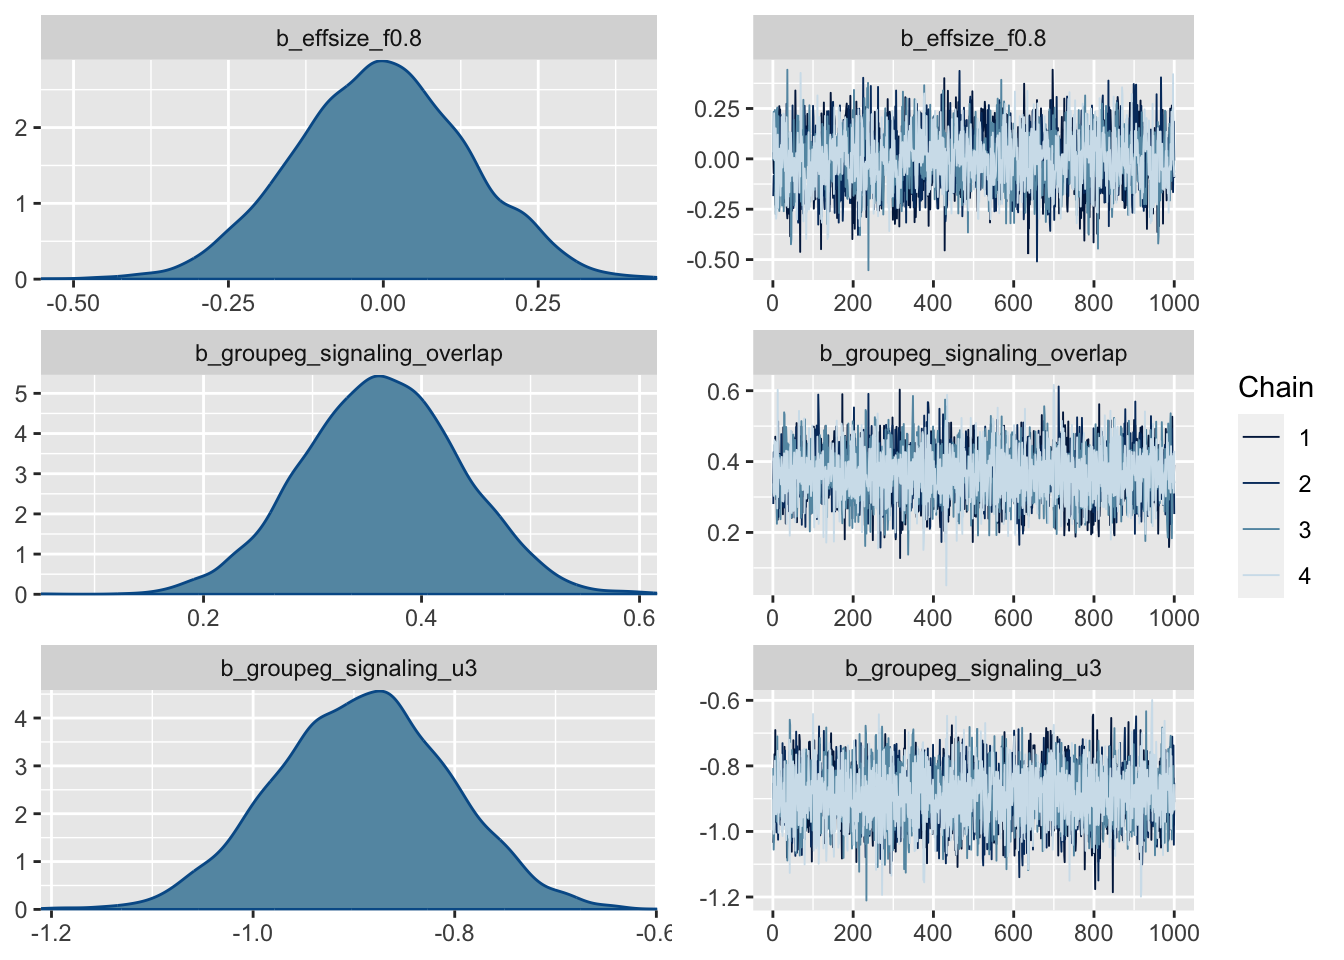 b_effsize_f0.8
2
1
0
-0.50 -0.25 0.00 0.25
b_effsize_f0.8
0.25
0.00
-0.25
-0.50
0 200 400 600 800 1000
b_groupeg_signaling_overlap
5
4
3
2
1
0
0.2 0.4 0.6
b_groupeg_signaling_overlap
0.6
0.4
0.2
0 200 400 600 800 1000
b_groupeg_signaling_u3
4
3
2
1
0
-1.2 -1.0 -0.8 -0.6
b_groupeg_signaling_u3
-0.6
-0.8
-1.0
-1.2
0 200 400 600 800 1000
Chain
1
2
3
4